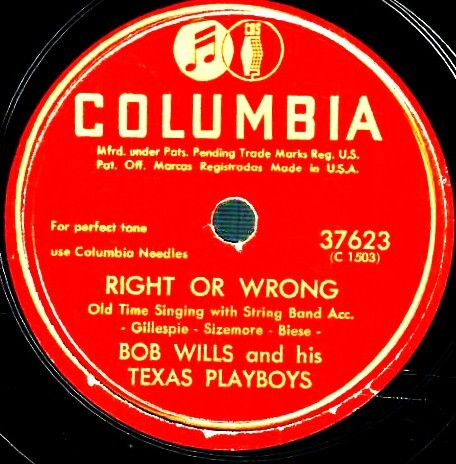 CBS
COLUMBIA
Mfrd. under Pats. Pending Trade Marks Reg. U.S.
Pat. Off. Marcas Registradas Made in U.S.A.
For perfect tone
use Columbia Needles
37623
(C 1503)
RIGHT OR WRONG
Old Time Singing with String Band Acc.
- Gillespie - Sizemore - Biese -
BOB WILLS and his
TEXAS PLAYBOYS